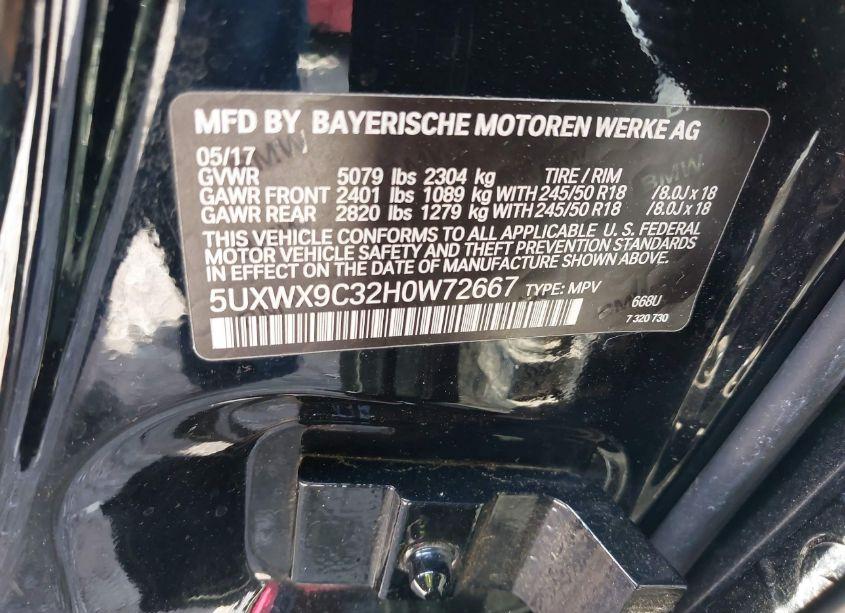 MFD BY BAYERISCHE MOTOREN WERKE AG
05/17
GVWR 5079 lbs 2304 kg TIRE / RIM
GAWR FRONT 2401 lbs 1089 kg WITH 245/50 R18 /8.0J x 18
GAWR REAR 2820 lbs 1279 kg WITH 245/50 R18 /8.0J x 18
THIS VEHICLE CONFORMS TO ALL APPLICABLE U. S. FEDERAL
MOTOR VEHICLE SAFETY AND THEFT PREVENTION STANDARDS
IN EFFECT ON THE DATE OF MANUFACTURE SHOWN ABOVE.
5UXWX9C32H0W72667 TYPE: MPV 668U
7 320 730
BMW
BMW
BMW